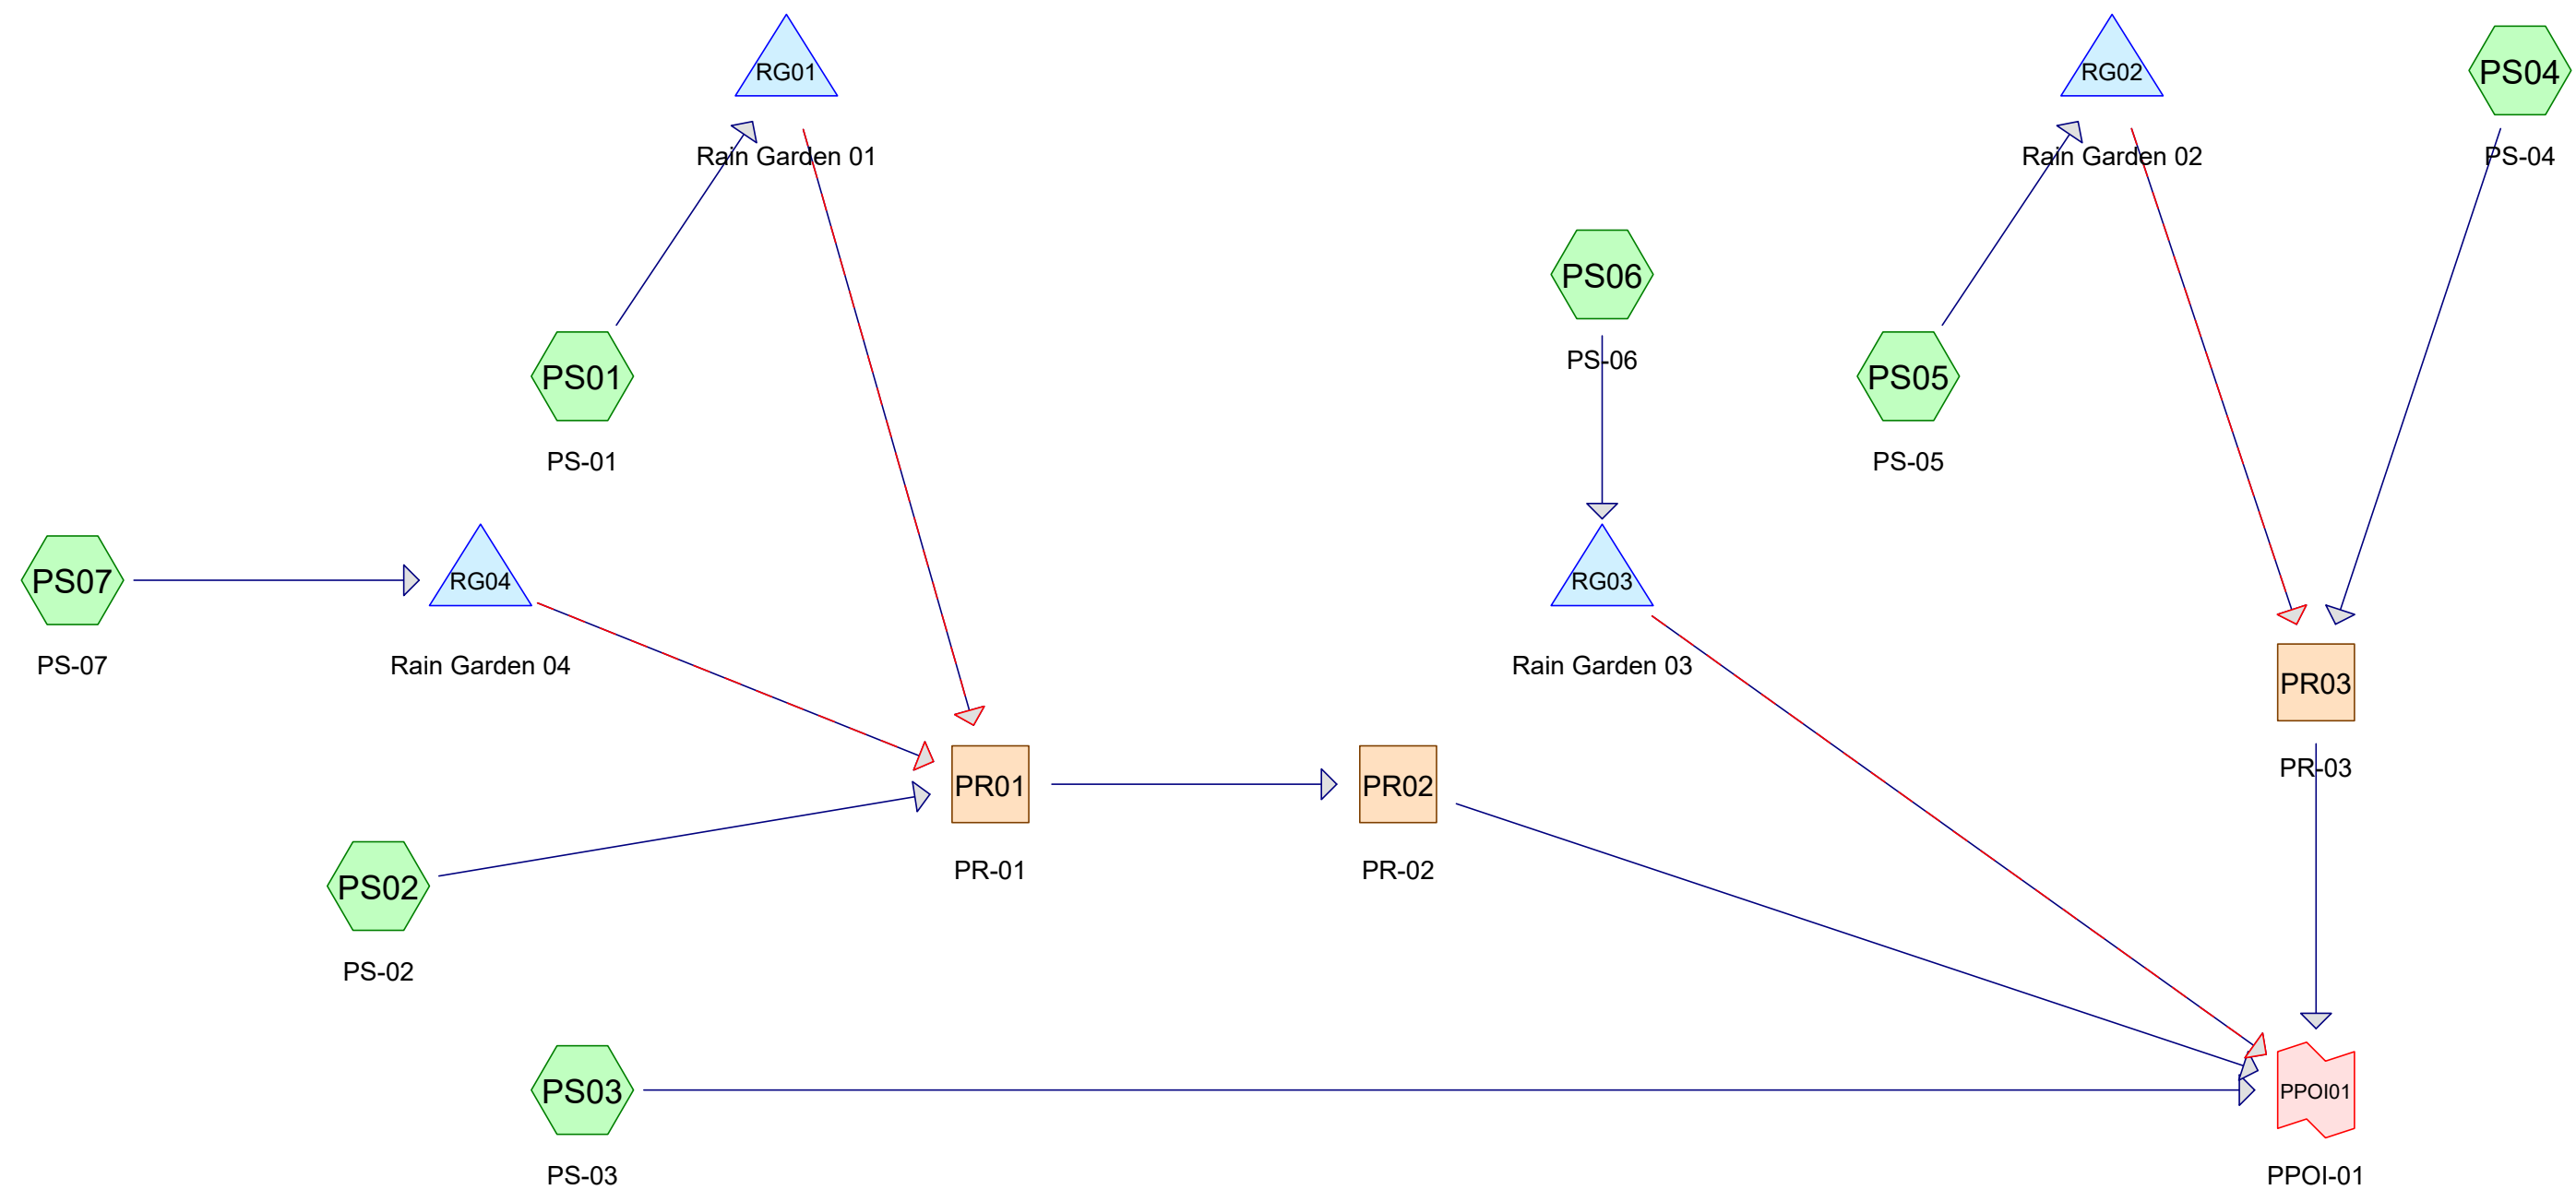 RG01
RG02
PS04
Rain Garden 01
Rain Garden 02
PS-04
PS06
PS-06
PS01
PS05
PS-01
PS-05
PS07
RG04
RG03
PS-07
Rain Garden 04
Rain Garden 03
PR03
PR-03
PR01
PR02
PR-01
PR-02
PS02
PS-02
PS03
PPOI01
PS-03
PPOI-01